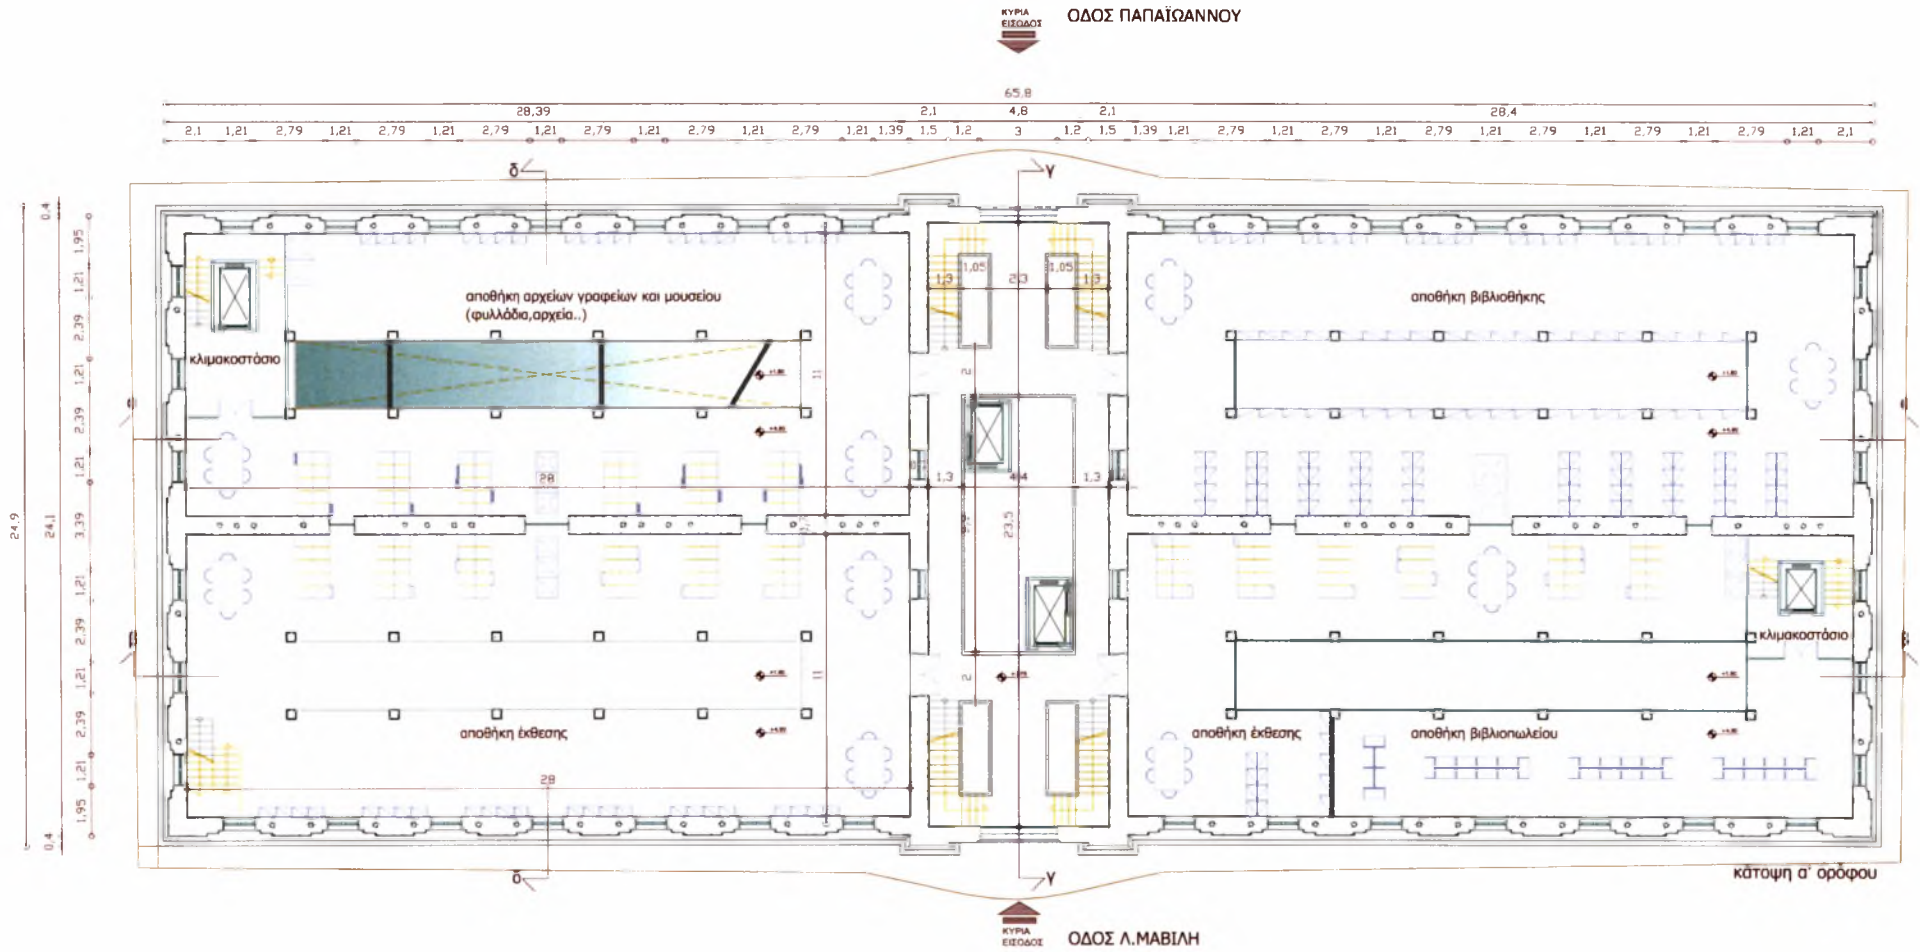 ΚΥΡΙΑ
ΕΙΣΟΔΟΣ
ΟΔΟΣ ΠΑΠΑΪΩΑΝΝΟΥ
65,8
28,39 2,1 4,8 2,1 28,4
2,1 1,21 2,79 1,21 2,79 1,21 2,79 1,21 2,79 1,21 2,79 1,21 2,79 1,21 1,39 1,5 1,2 3 1,2 1,5 1,39 1,21 2,79 1,21 2,79 1,21 2,79 1,21 2,79 1,21 2,79 1,21 2,79 1,21 2,1
δ γ
0,4
1,95
1,21
2,39
1,21
2,39
1,21
3,39
1,21
2,39
1,21
2,39
1,21
1,95
0,4
24,9
24,1
1,3 1,05 2,3 1,05 1,3
αποθήκη αρχείων γραφείων και μουσείου
(φυλλάδια,αρχεία..)
αποθήκη βιβλιοθήκης
κλιμακοστάσιο
11
2
28
1,3 4,4 1,3
23,5
κλιμακοστάσιο
11
2
αποθήκη έκθεσης
αποθήκη έκθεσης
αποθήκη βιβλιοπωλείου
28
δ γ
κάτοψη α' ορόφου
ΚΥΡΙΑ
ΕΙΣΟΔΟΣ
ΟΔΟΣ Λ.ΜΑΒΙΛΗ